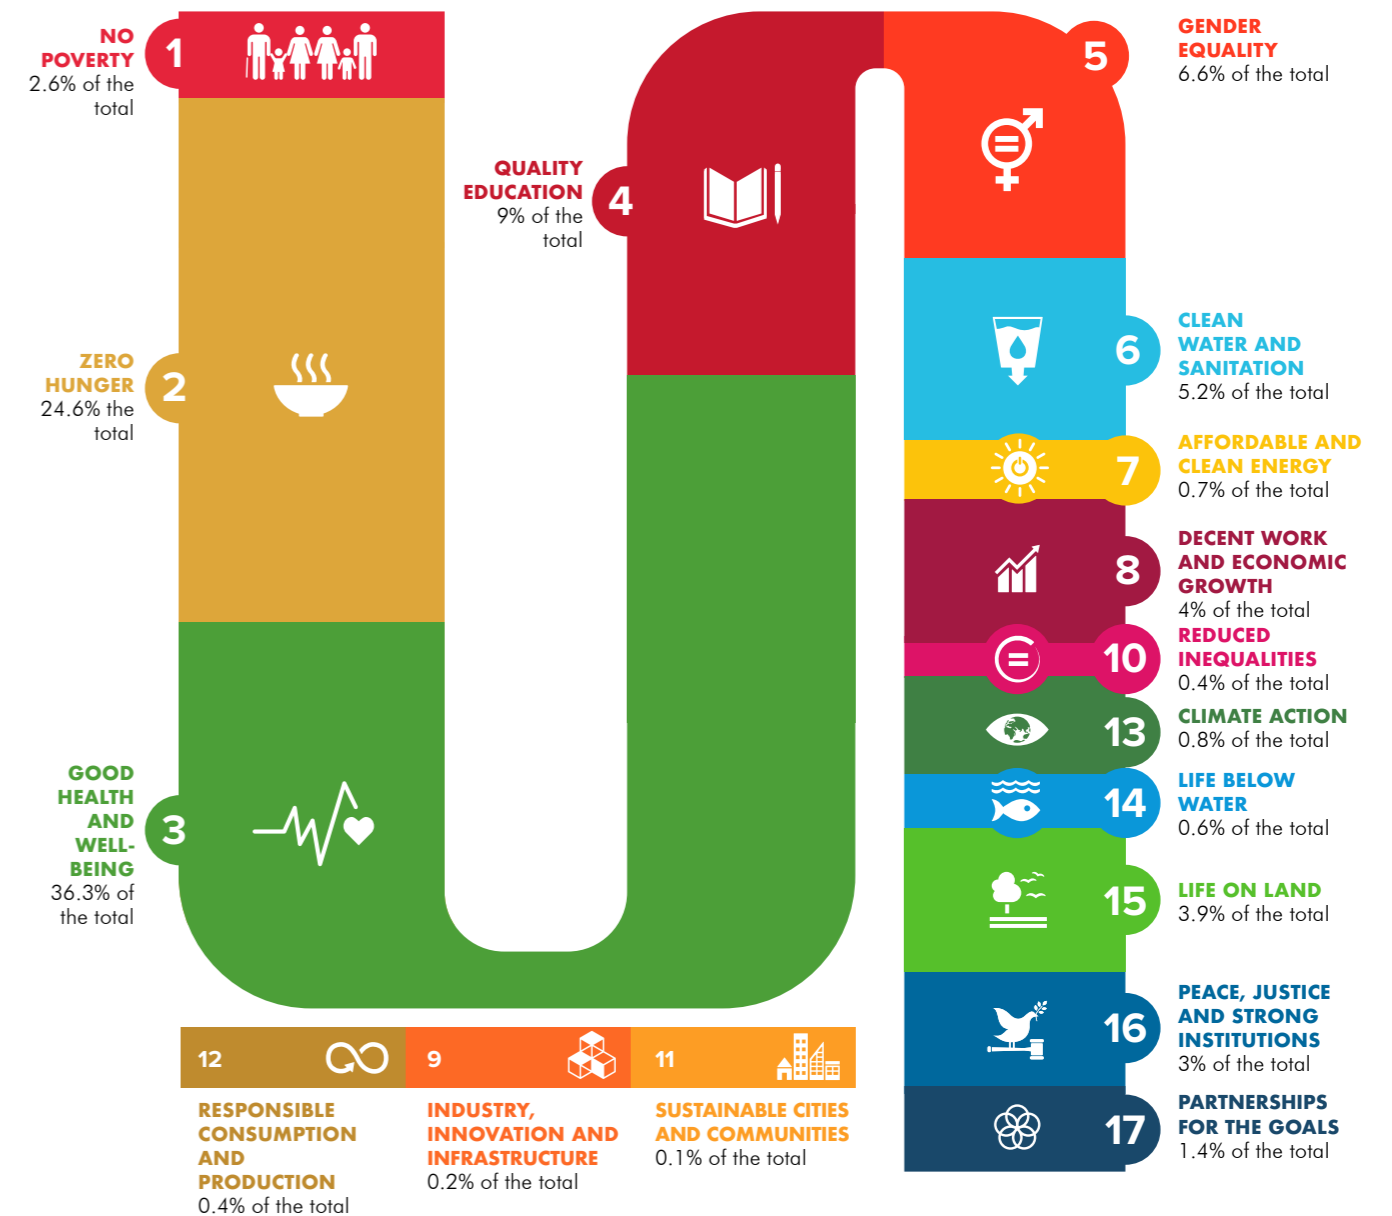 NO
POVERTY
2.6% of the
total
1
ZERO
HUNGER
24.6% the
total
2
GOOD
HEALTH
AND
WELL-
BEING
36.3% of
the total
3
QUALITY
EDUCATION
9% of the
total
4
5
GENDER
EQUALITY
6.6% of the total
6
CLEAN
WATER AND
SANITATION
5.2% of the total
7
AFFORDABLE AND
CLEAN ENERGY
0.7% of the total
8
DECENT WORK
AND ECONOMIC
GROWTH
4% of the total
10
REDUCED
INEQUALITIES
0.4% of the total
13
CLIMATE ACTION
0.8% of the total
14
LIFE BELOW
WATER
0.6% of the total
15
LIFE ON LAND
3.9% of the total
16
PEACE, JUSTICE
AND STRONG
INSTITUTIONS
3% of the total
17
PARTNERSHIPS
FOR THE GOALS
1.4% of the total
12
RESPONSIBLE
CONSUMPTION
AND
PRODUCTION
0.4% of the total
9
INDUSTRY,
INNOVATION AND
INFRASTRUCTURE
0.2% of the total
11
SUSTAINABLE CITIES
AND COMMUNITIES
0.1% of the total